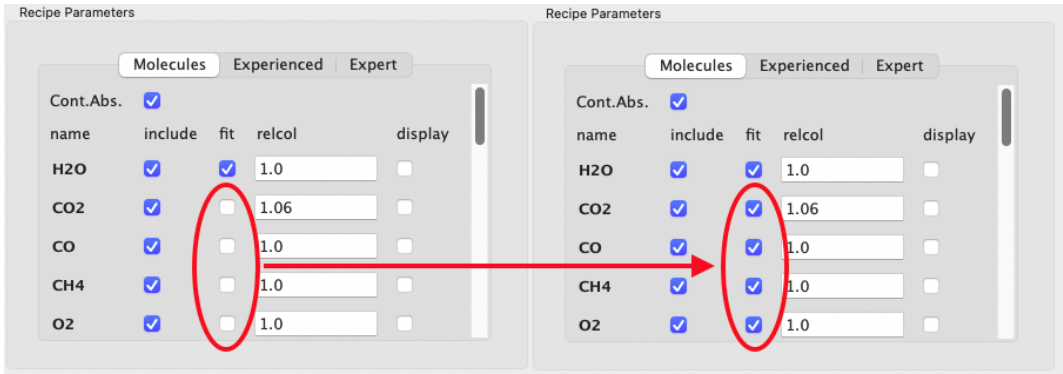 Recipe Parameters
Molecules Experienced Expert
Cont.Abs.
name include fit relcol display
H2O 1.0
CO2 1.06
CO 1.0
CH4 1.0
O2 1.0
Recipe Parameters
Molecules Experienced Expert
Cont.Abs.
name include fit relcol display
H2O 1.0
CO2 1.06
CO 1.0
CH4 1.0
O2 1.0